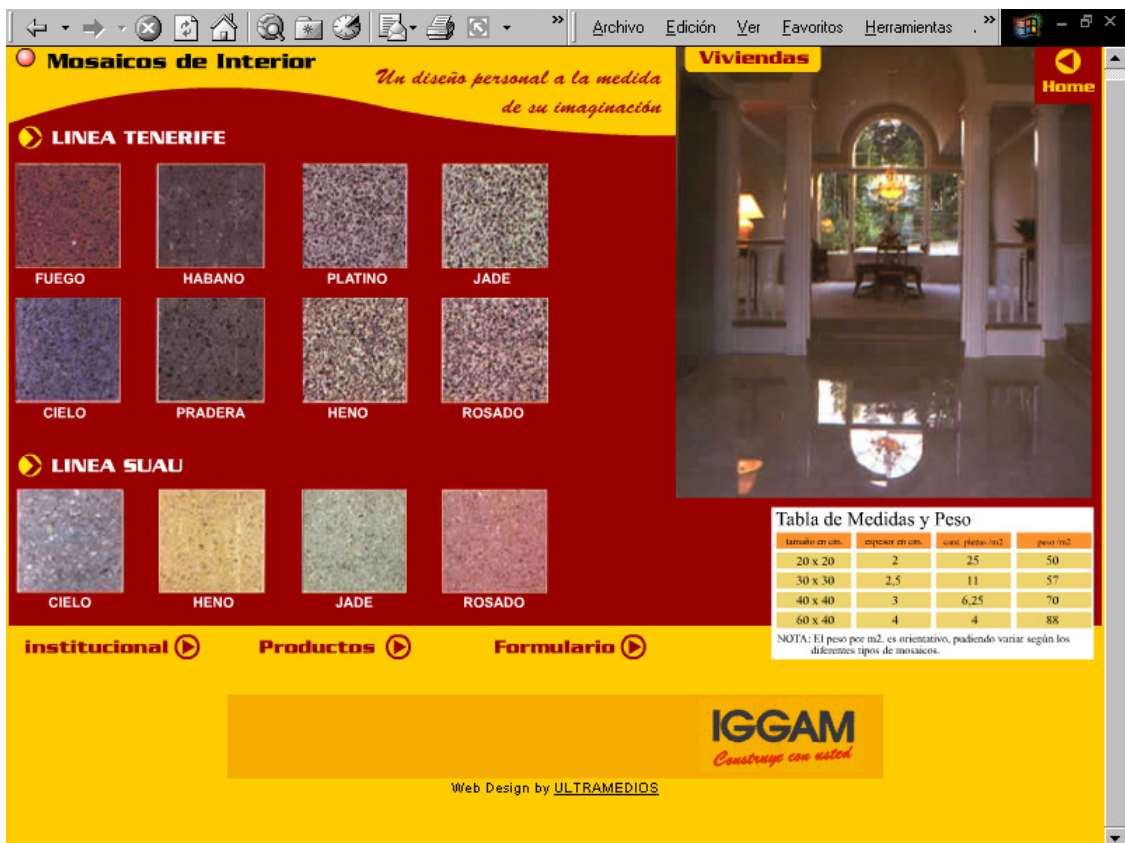 » Archivo Edición Ver Favoritos Herramientas . »
Mosaicos de Interior
Un diseño personal a la medida
de su imaginación
Viviendas
Home
LINEA TENERIFE
FUEGO HABANO PLATINO JADE
CIELO PRADERA HENO ROSADO
LINEA SUAU
CIELO HENO JADE ROSADO
Tabla de Medidas y Peso
tamaño en cm. espesor en cm. cant. piezas/m2 peso/m2
20 x 20 2 25 50
30 x 30 2,5 11 57
40 x 40 3 6,25 70
60 x 40 4 4 88
NOTA: El peso por m2. es orientativo, pudiendo variar según los
diferentes tipos de mosaicos.
institucional Productos Formulario
IGGAM
Construye con usted
Web Design by ULTRAMEDIOS